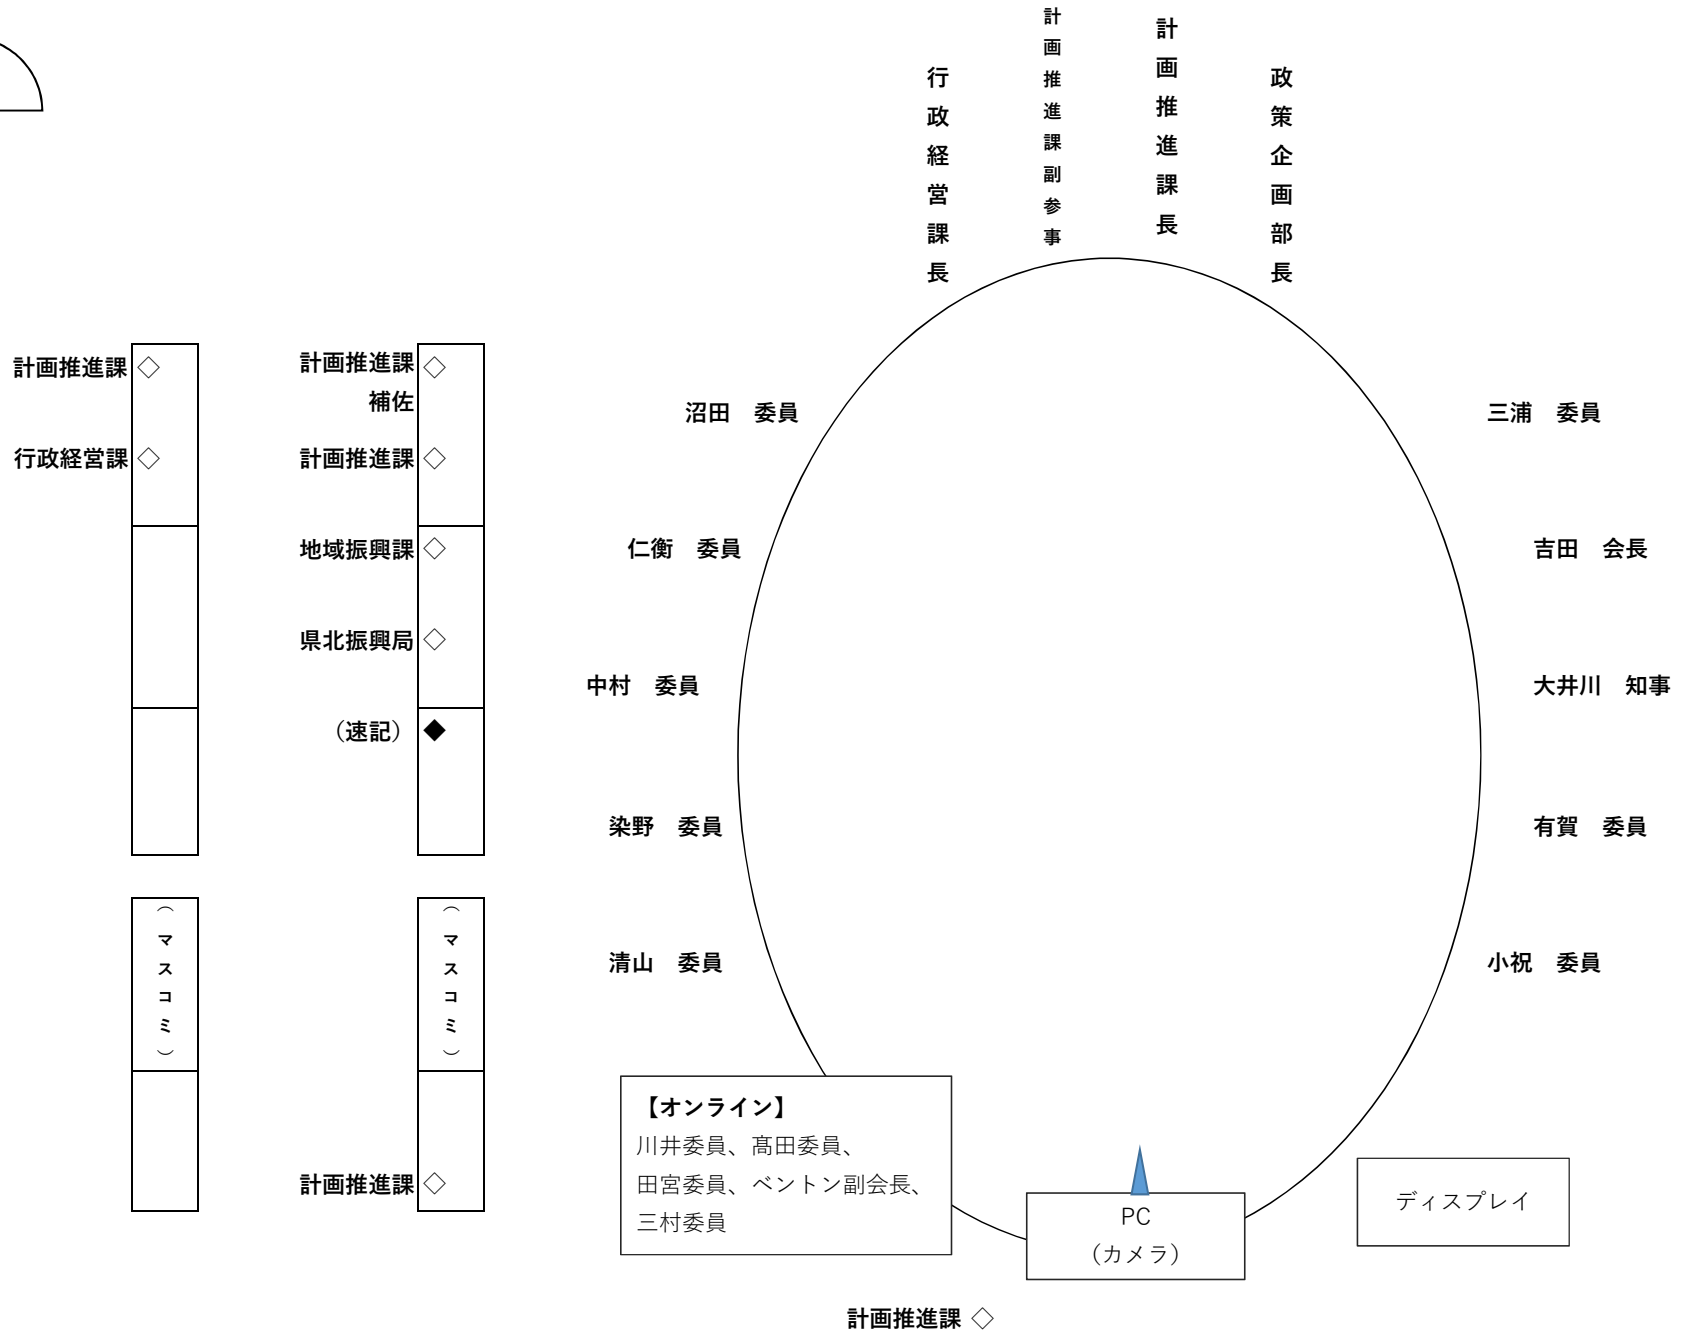 行政経営課長
計画推進課副参事
計画推進課長
政策企画部長
計画推進課 ◇
行政経営課 ◇
計画推進課 ◇
補佐
計画推進課 ◇
地域振興課 ◇
県北振興局 ◇
（速記） ◆
（マスコミ）
（マスコミ）
計画推進課 ◇
沼田　委員
仁衡　委員
中村　委員
染野　委員
清山　委員
三浦　委員
吉田　会長
大井川　知事
有賀　委員
小祝　委員
【オンライン】
川井委員、髙田委員、
田宮委員、ベントン副会長、
三村委員
PC
（カメラ）
ディスプレイ
計画推進課 ◇